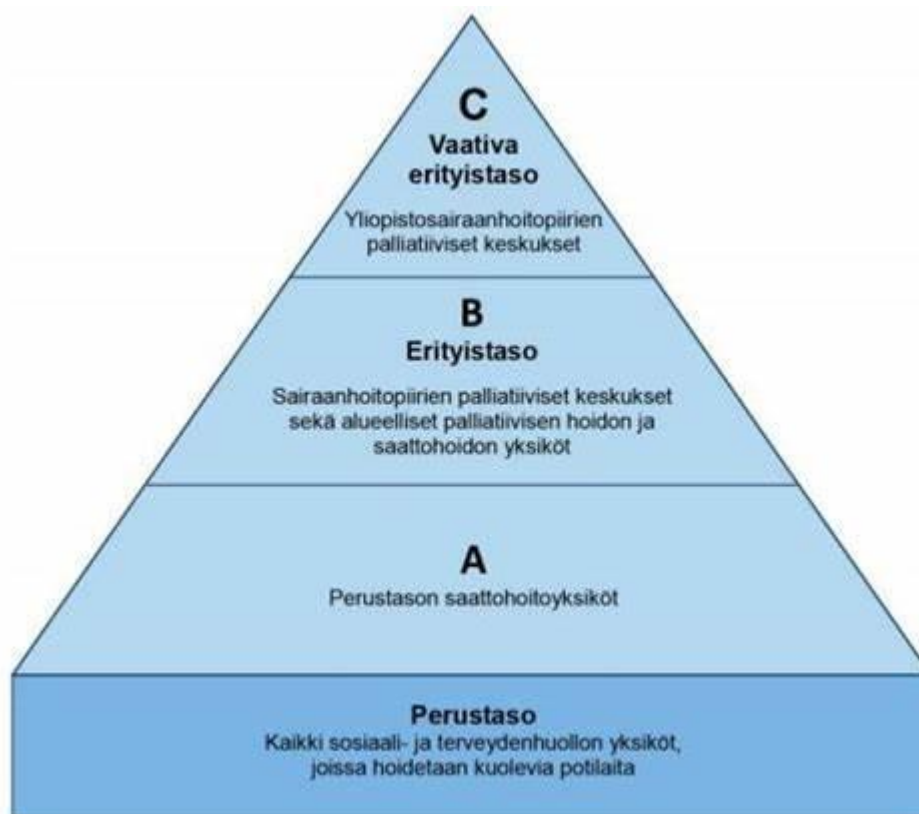 C
Vaativa
erityistaso
Yliopistosairaanhoitopiirien
palliatiiviset keskukset
B
Erityistaso
Sairaanhoitopiirien palliatiiviset keskukset
sekä alueelliset palliatiivisen hoidon ja
saattohoidon yksiköt
A
Perustason saattohoitoyksiköt
Perustaso
Kaikki sosiaali- ja terveydenhuollon yksiköt,
joissa hoidetaan kuolevia potilaita